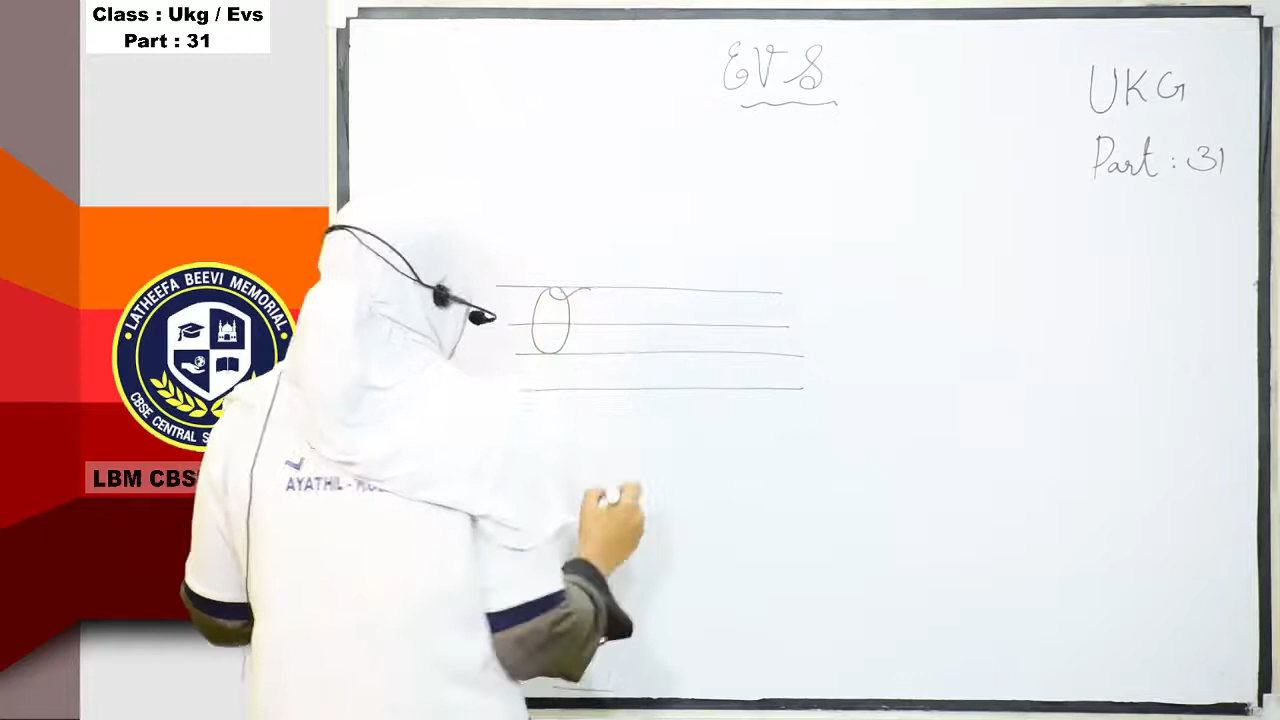 Class : Ukg / Evs
Part : 31
EVS
UKG
Part : 31
O
LATHEEFA BEEVI MEMORIAL
CBSE CENTRAL
LBM CBS
AYATHIL -